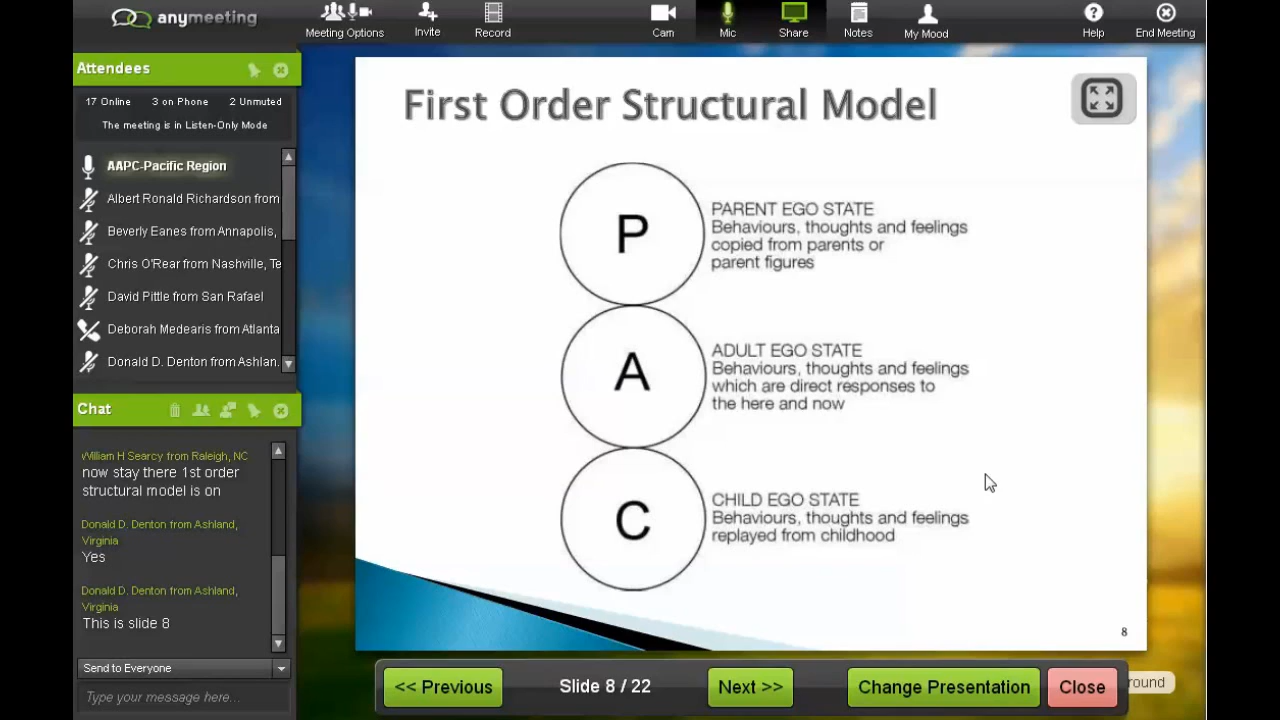 anymeeting
Meeting Options
Invite
Record
Cam
Mic
Share
Notes
My Mood
Help
End Meeting
Attendees
17 Online 3 on Phone 2 Unmuted
The meeting is in Listen-Only Mode
AAPC-Pacific Region
Albert Ronald Richardson from
Beverly Eanes from Annapolis,
Chris O'Rear from Nashville, Te
David Pittle from San Rafael
Deborah Medearis from Atlanta
Donald D. Denton from Ashlan.
Chat
William H Searcy from Raleigh, NC
now stay there 1st order
structural model is on
Donald D. Denton from Ashland,
Virginia
Yes
Donald D. Denton from Ashland,
Virginia
This is slide 8
Send to Everyone
Type your message here...
First Order Structural Model
P
PARENT EGO STATE
Behaviours, thoughts and feelings
copied from parents or
parent figures
A
ADULT EGO STATE
Behaviours, thoughts and feelings
which are direct responses to
the here and now
C
CHILD EGO STATE
Behaviours, thoughts and feelings
replayed from childhood
8
<< Previous
Slide 8 / 22
Next >>
Change Presentation
Close
round